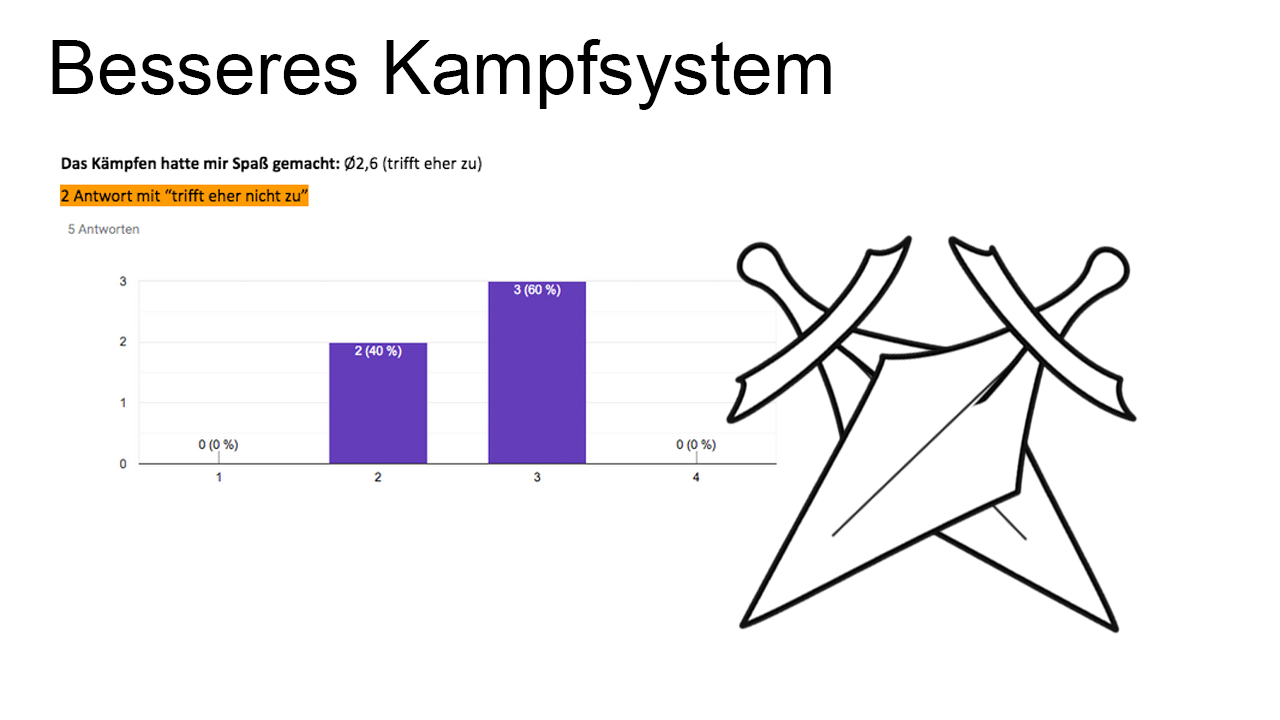 Besseres Kampfsystem
Das Kämpfen hatte mir Spaß gemacht: Ø2,6 (trifft eher zu)
2 Antwort mit “trifft eher nicht zu”
5 Antworten
3
2
1
0
0 (0 %)
2 (40 %)
3 (60 %)
0 (0 %)
1 2 3 4